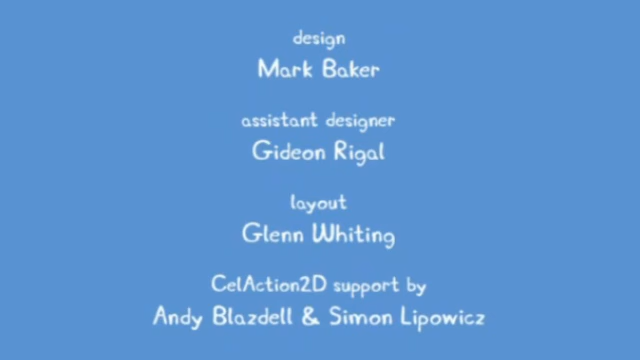 design
Mark Baker
assistant designer
Gideon Rigal
layout
Glenn Whiting
CelAction2D support by
Andy Blazdell & Simon Lipowicz